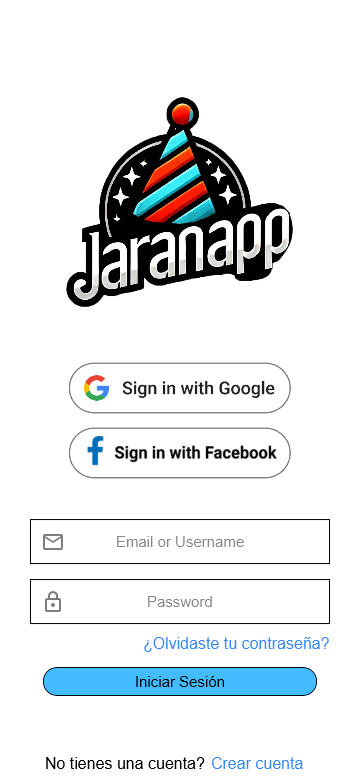 Jaranapp
Sign in with Google
Sign in with Facebook
Email or Username
Password
¿Olvidaste tu contraseña?
Iniciar Sesión
No tienes una cuenta? Crear cuenta